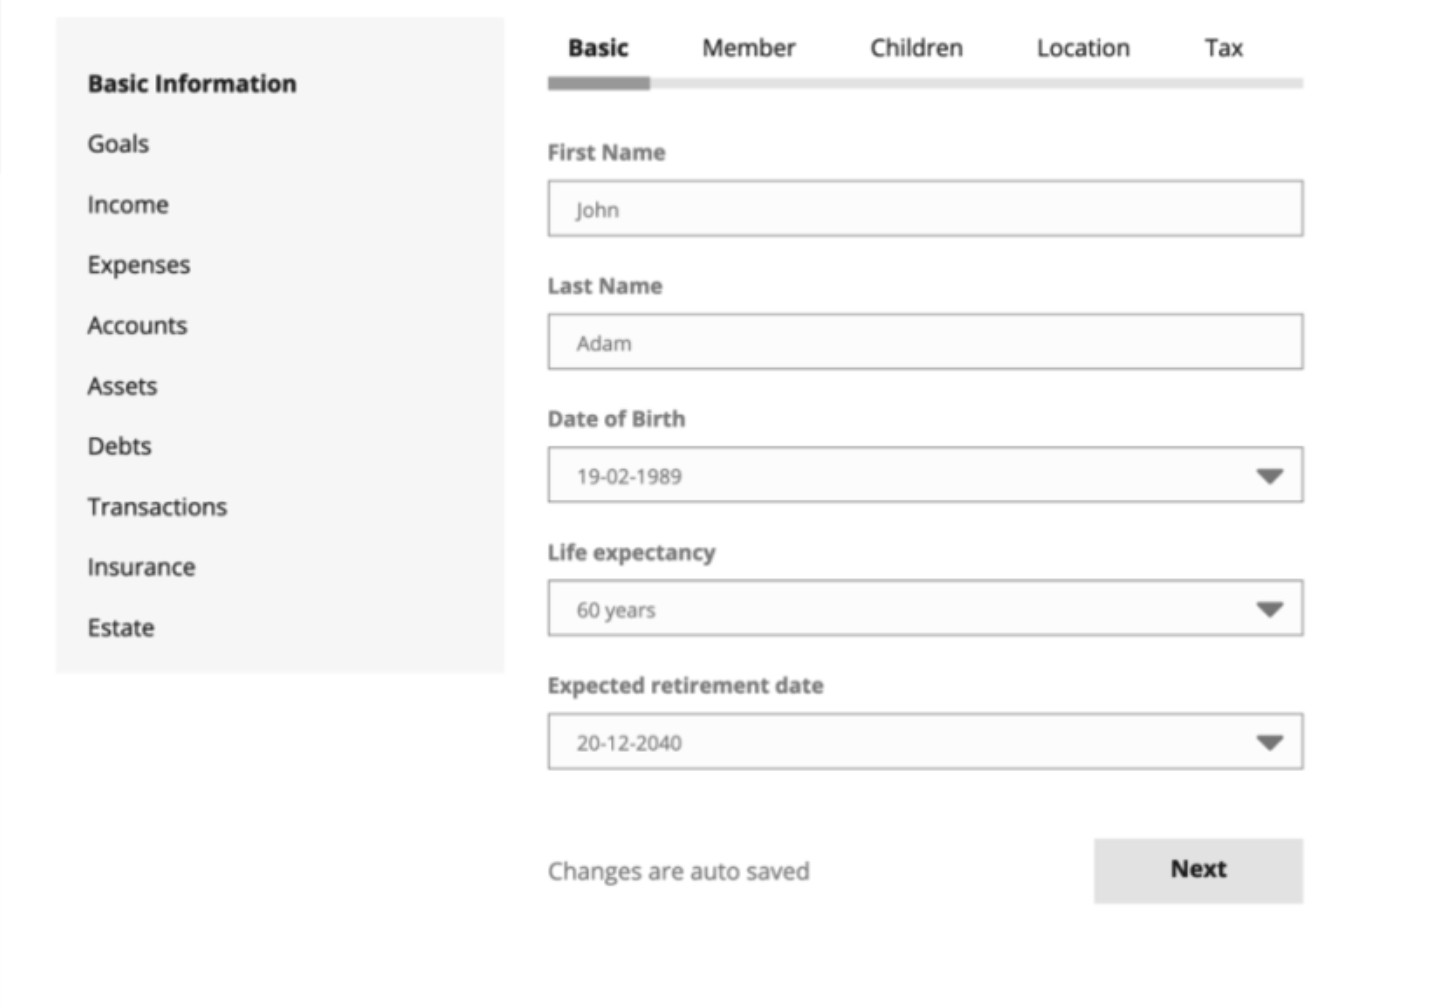 Basic Information
Goals
Income
Expenses
Accounts
Assets
Debts
Transactions
Insurance
Estate
Basic Member Children Location Tax
First Name
John
Last Name
Adam
Date of Birth
19-02-1989
Life expectancy
60 years
Expected retirement date
20-12-2040
Changes are auto saved
Next